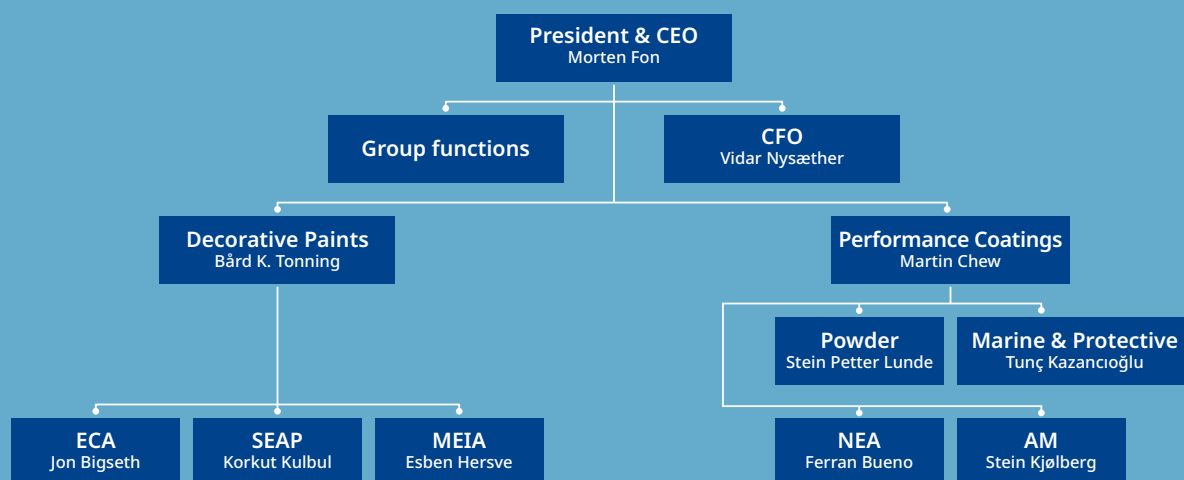 President & CEO
Morten Fon
Group functions
CFO
Vidar Nysæther
Decorative Paints
Bård K. Tonning
Performance Coatings
Martin Chew
Powder
Stein Petter Lunde
Marine & Protective
Tunç Kazancıoğlu
ECA
Jon Bigseth
SEAP
Korkut Kulbul
MEIA
Esben Hersve
NEA
Ferran Bueno
AM
Stein Kjølberg